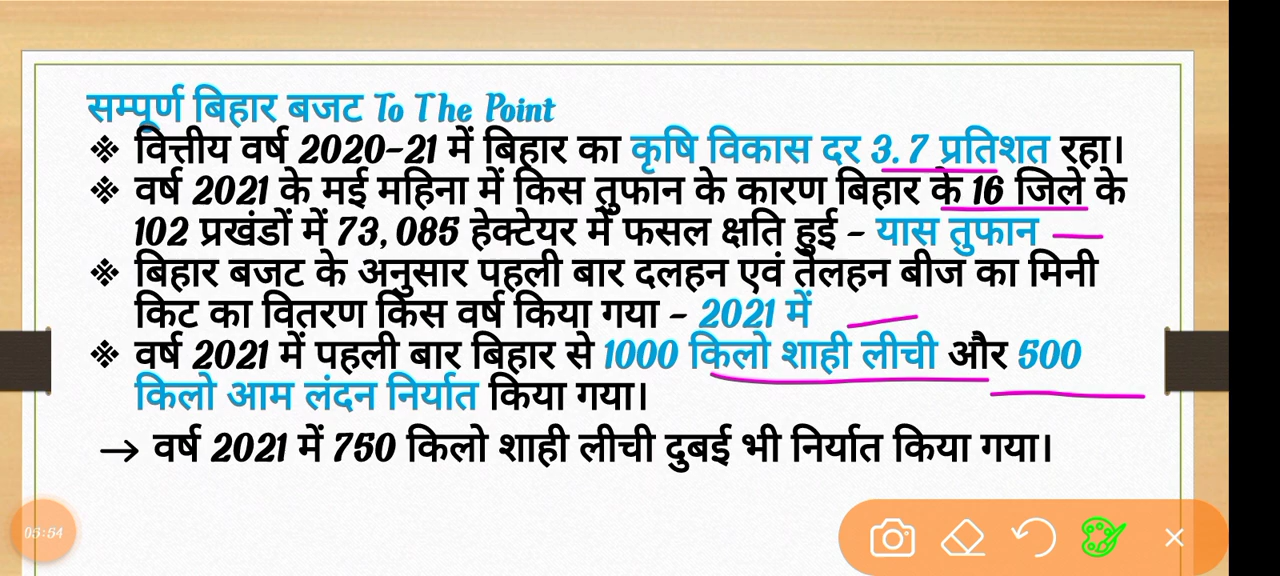 सम्पूर्ण बिहार बजट To The Point
❖ वित्तीय वर्ष 2020-21 में बिहार का कृषि विकास दर 3.7 प्रतिशत रहा।
❖ वर्ष 2021 के मई महिना में किस तुफान के कारण बिहार के 16 जिले के
102 प्रखंडों में 73,085 हेक्टेयर में फसल क्षति हुई - यास तुफान
❖ बिहार बजट के अनुसार पहली बार दलहन एवं तेलहन बीज का मिनी
किट का वितरण किस वर्ष किया गया - 2021 में
❖ वर्ष 2021 में पहली बार बिहार से 1000 किलो शाही लीची और 500
किलो आम लंदन निर्यात किया गया।
→ वर्ष 2021 में 750 किलो शाही लीची दुबई भी निर्यात किया गया।
05:54